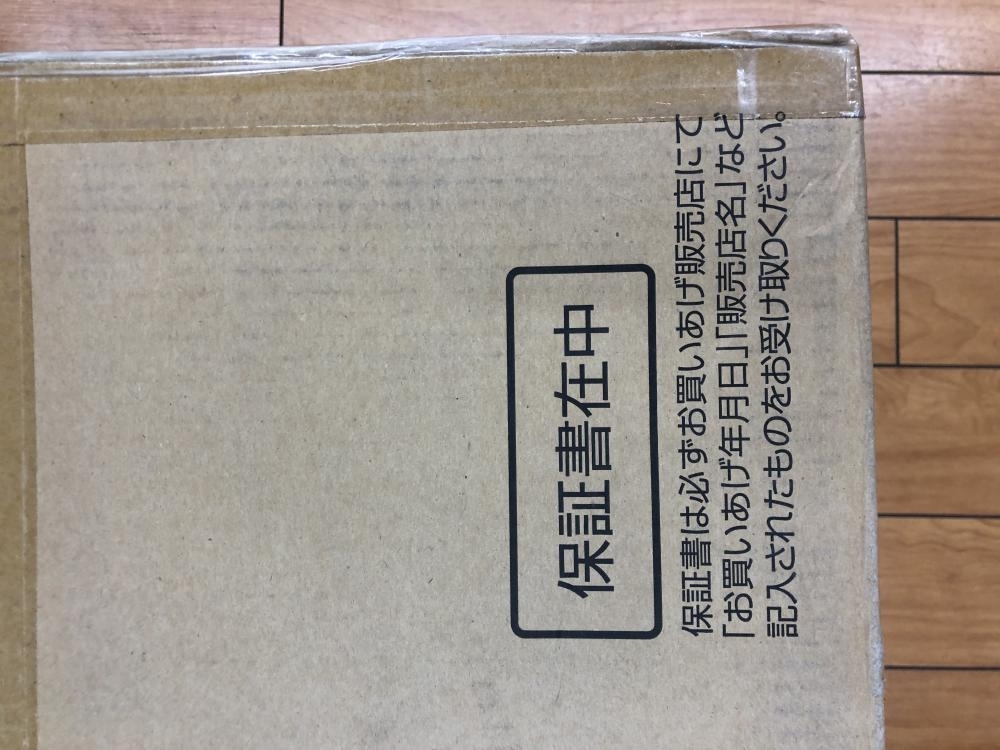 保証書在中
保証書は必ずお買いあげ販売店にて
「お買いあげ年月日」「販売店名」など
記入されたものをお受け取りください。